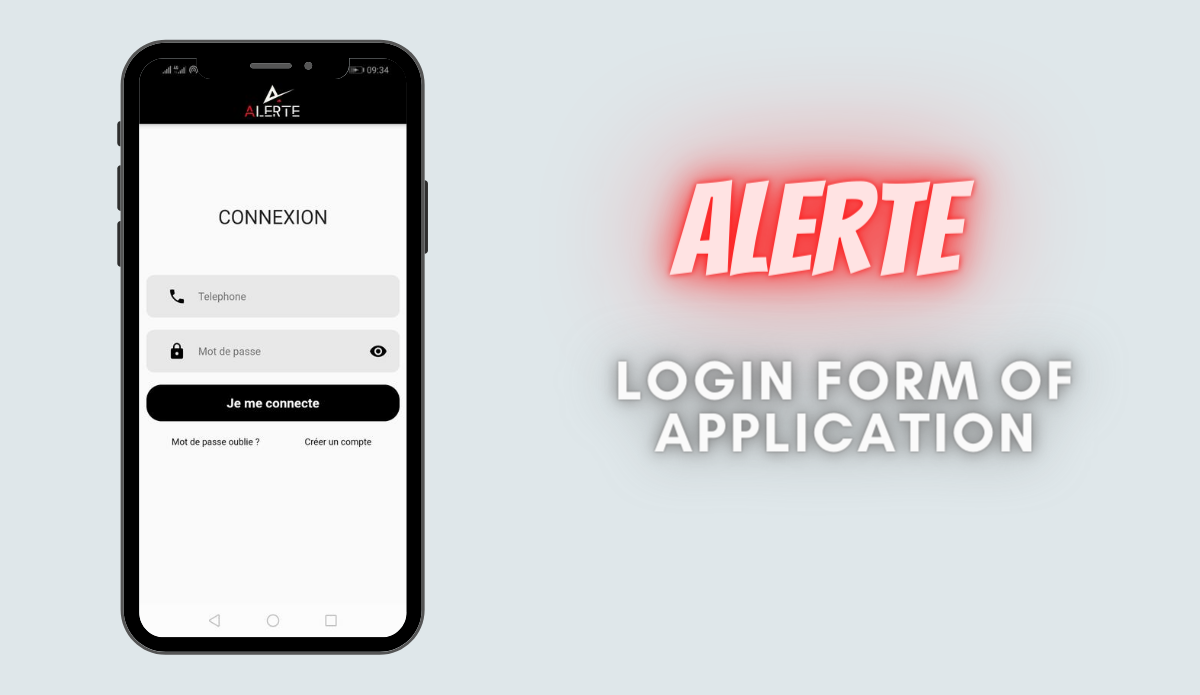 09:34
ALERTE
CONNEXION
Telephone
Mot de passe
Je me connecte
Mot de passe oublie ?
Créer un compte
ALERTE
LOGIN FORM OF
APPLICATION